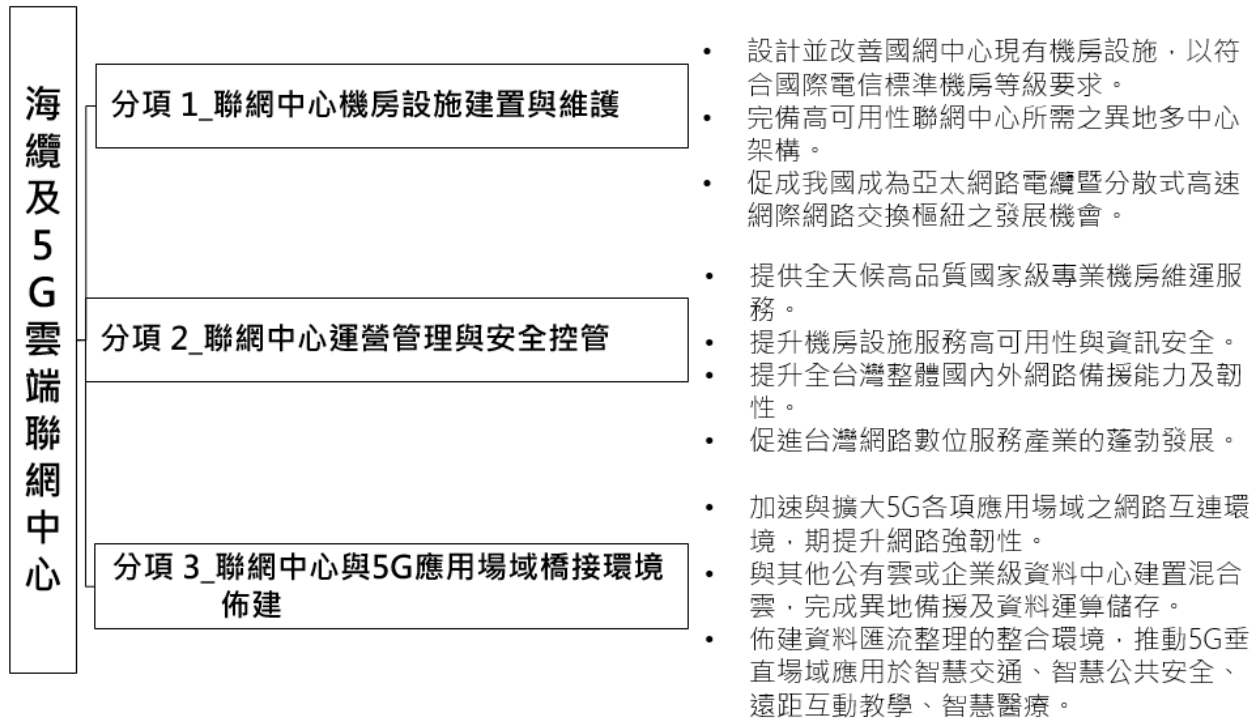 海纜及5G雲端聯網中心
分項 1_聯網中心機房設施建置與維護
• 設計並改善國網中心現有機房設施，以符
合國際電信標準機房等級要求。
• 完備高可用性聯網中心所需之異地多中心
架構。
• 促成我國成為亞太網路電纜暨分散式高速
網際網路交換樞紐之發展機會。
分項 2_聯網中心運營管理與安全控管
• 提供全天候高品質國家級專業機房維運服
務。
• 提升機房設施服務高可用性與資訊安全。
• 提升全台灣整體國內外網路備援能力及韌
性。
• 促進台灣網路數位服務產業的蓬勃發展。
分項 3_聯網中心與5G應用場域橋接環境
佈建
• 加速與擴大5G各項應用場域之網路互連環
境，期提升網路強韌性。
• 與其他公有雲或企業級資料中心建置混合
雲，完成異地備援及資料運算儲存。
• 佈建資料匯流整理的整合環境，推動5G垂
直場域應用於智慧交通、智慧公共安全、
遠距互動教學、智慧醫療。